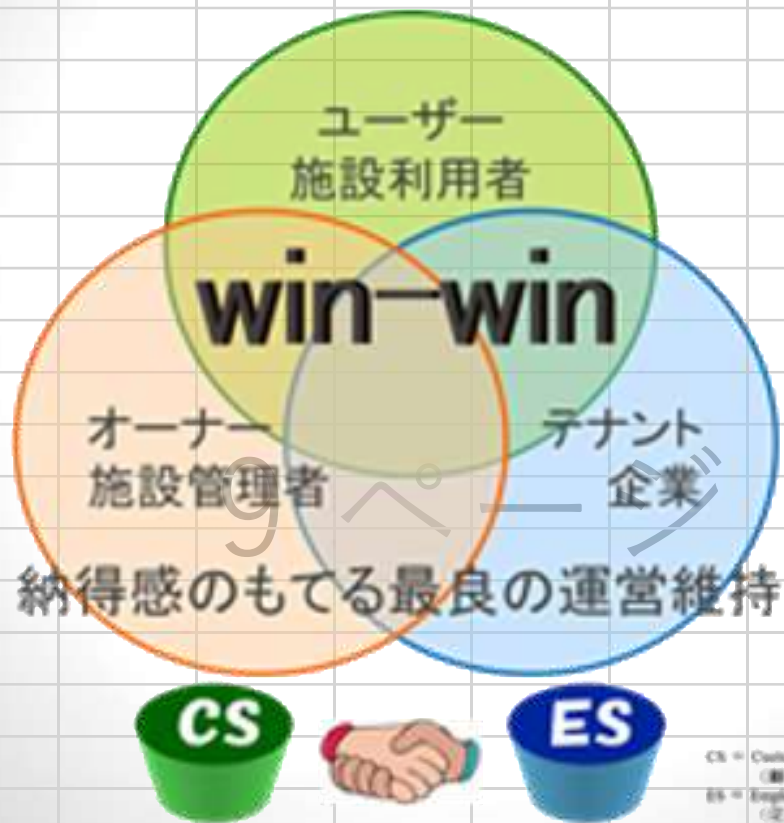 ユーザー
施設利用者
win－win
オーナー
施設管理者
テナント
企業
9 ページ
納得感のもてる最良の運営維持
CS
ES
CS =
ES =